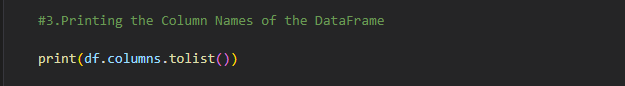 #3.Printing the Column Names of the DataFrame
print(df.columns.tolist())